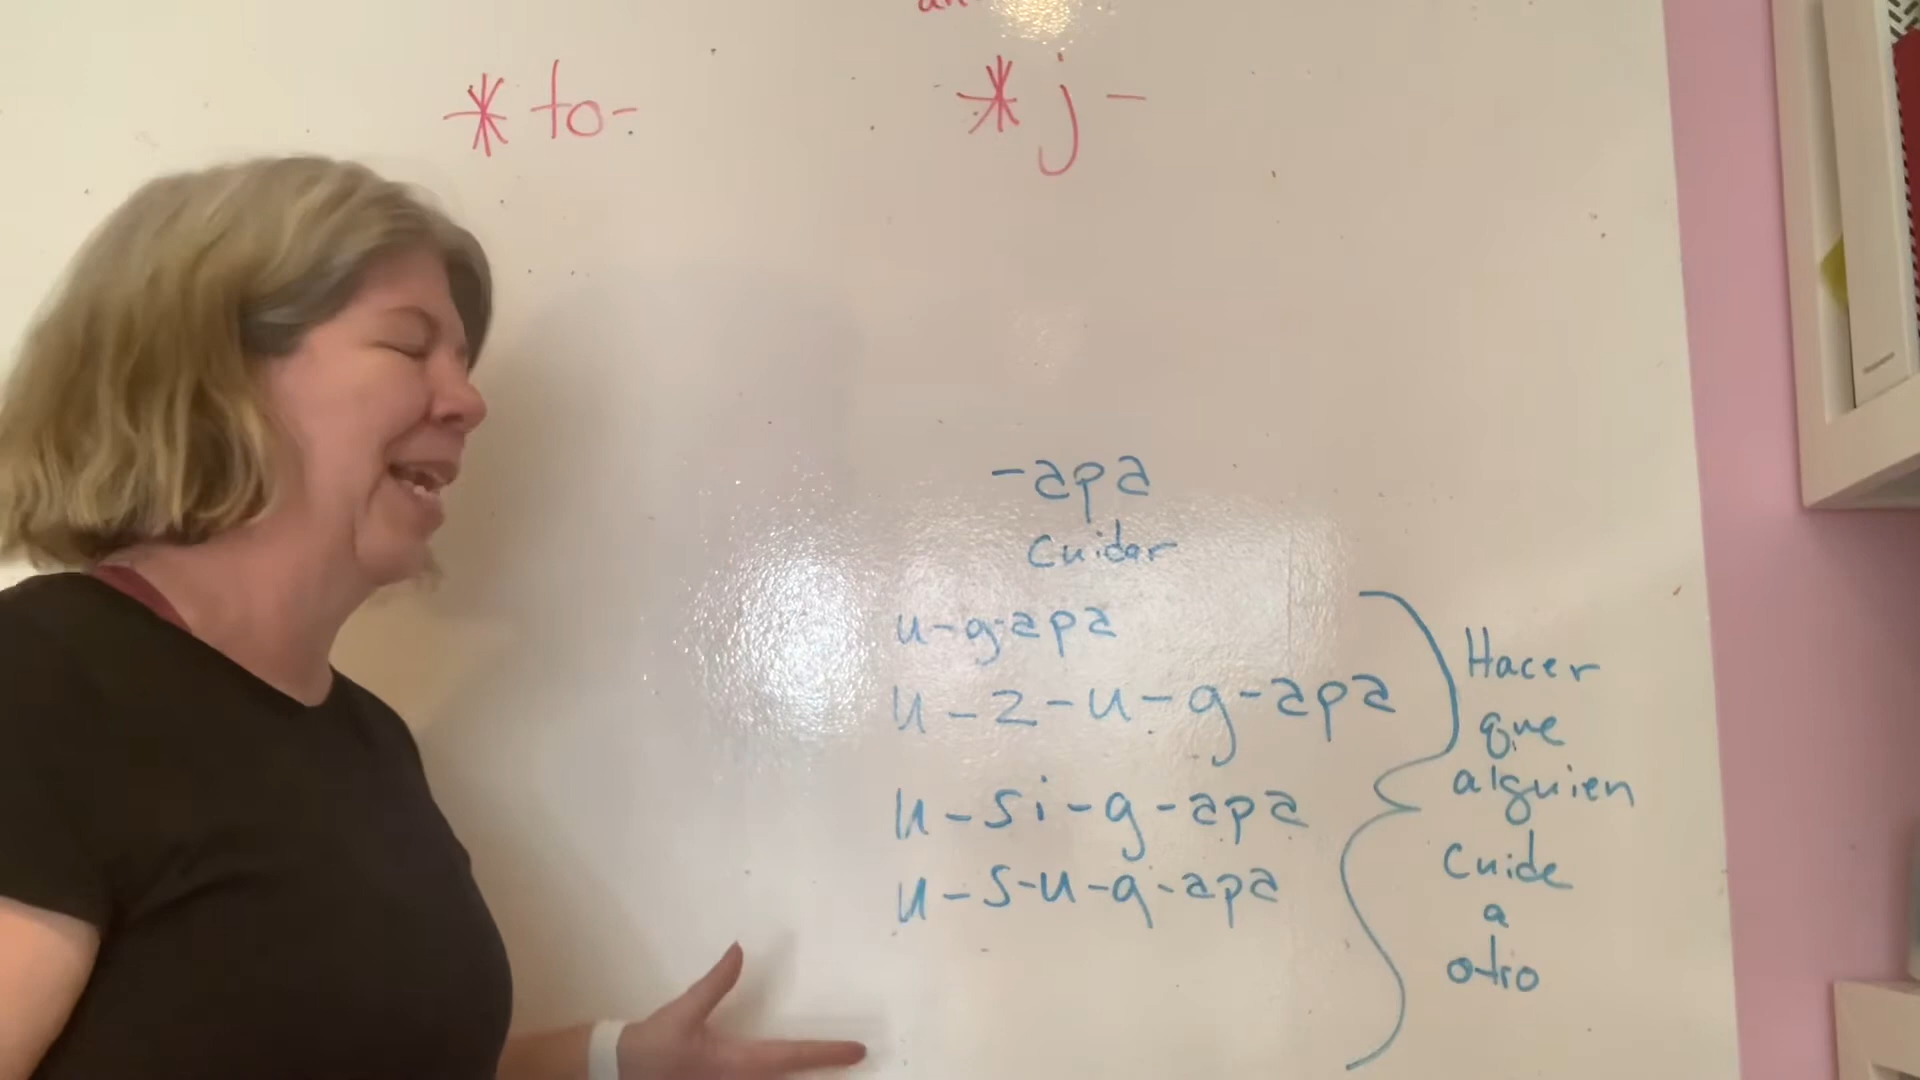 * to-
* j-
-apa
cuidar
u-g-apa
u-z-u-g-apa
u-si-g-apa
u-s-u-g-apa
Hacer
que
alguien
cuide
a
otro